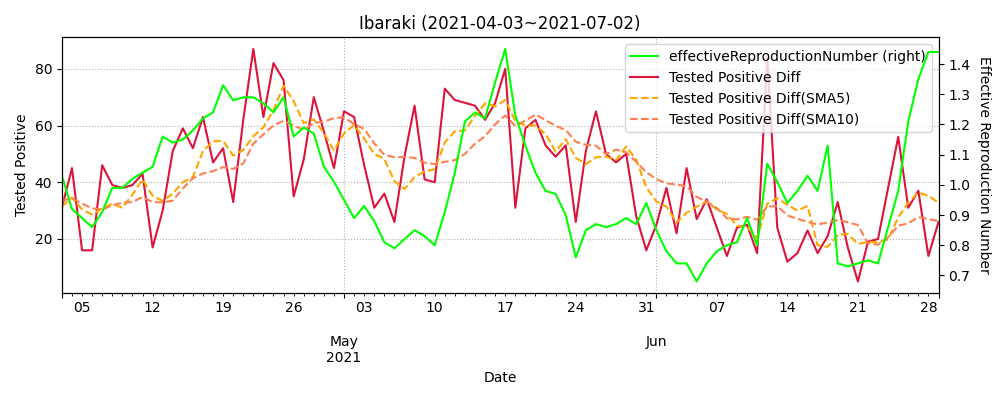 Ibaraki (2021-04-03~2021-07-02)
effectiveReproductionNumber (right)
Tested Positive Diff
Tested Positive Diff(SMA5)
Tested Positive Diff(SMA10)
Tested Positive
80
60
40
20
1.4
1.3
1.2
1.1
1.0
0.9
0.8
0.7
Effective Reproduction Number
05 12 19 26 03 10 17 24 31 07 14 21 28
May Jun
2021
Date